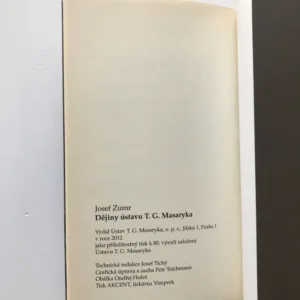 Josef Zumr
Dějiny ústavu T. G. Masaryka
Vydal Ústav T. G. Masaryka, o. p. s., Jilská 1, Praha 1
v roce 2012
jako příležitostný tisk k 80. výročí založení
Ústavu T. G. Masaryka
Technická redakce Josef Tichý
Grafická úprava a sazba Petr Teichmann
Obálka Ondřej Huleš
Tisk AKCENT, tiskárna Vimperk